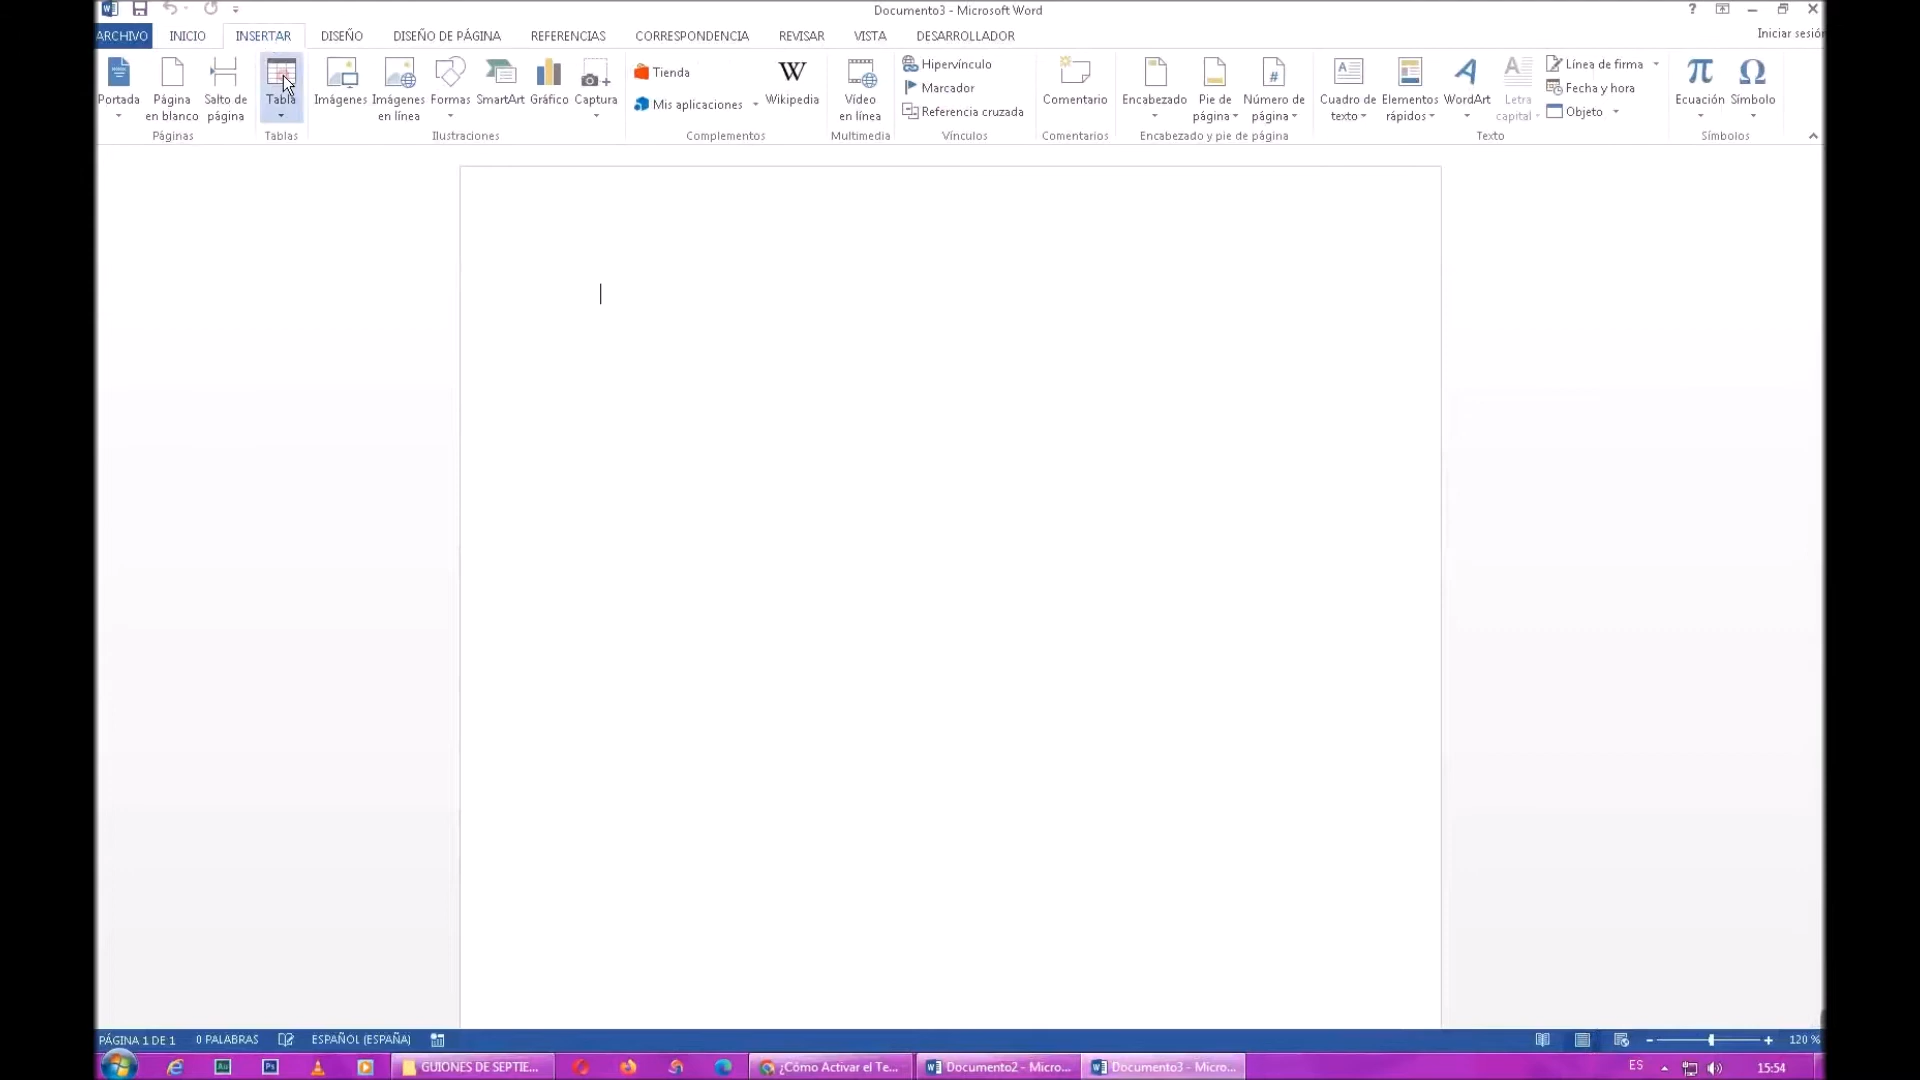 Documento3 - Microsoft Word
?
ARCHIVO INICIO INSERTAR DISEÑO DISEÑO DE PÁGINA REFERENCIAS CORRESPONDENCIA REVISAR VISTA DESARROLLADOR
Iniciar sesión
Portada
Página
en blanco
Salto de
página
Páginas
Tabla
Tablas
Imágenes
Imágenes
en línea
Formas
SmartArt
Gráfico
Captura
Ilustraciones
Tienda
Mis aplicaciones
W
Wikipedia
Complementos
Vídeo
en línea
Multimedia
Hipervínculo
Marcador
Referencia cruzada
Vínculos
Comentario
Comentarios
Encabezado
Pie de
página
#
Número de
página
Encabezado y pie de página
A
Cuadro de
texto
Elementos
rápidos
A
WordArt
A
Letra
capital
Línea de firma
Fecha y hora
Objeto
Texto
π
Ecuación
Ω
Símbolo
Símbolos
PÁGINA 1 DE 1 0 PALABRAS ESPAÑOL (ESPAÑA)
120 %
Au
Ps
GUIONES DE SEPTIE...
¿Cómo Activar el Te...
Documento2 - Micro...
Documento3 - Micro...
ES
15:54